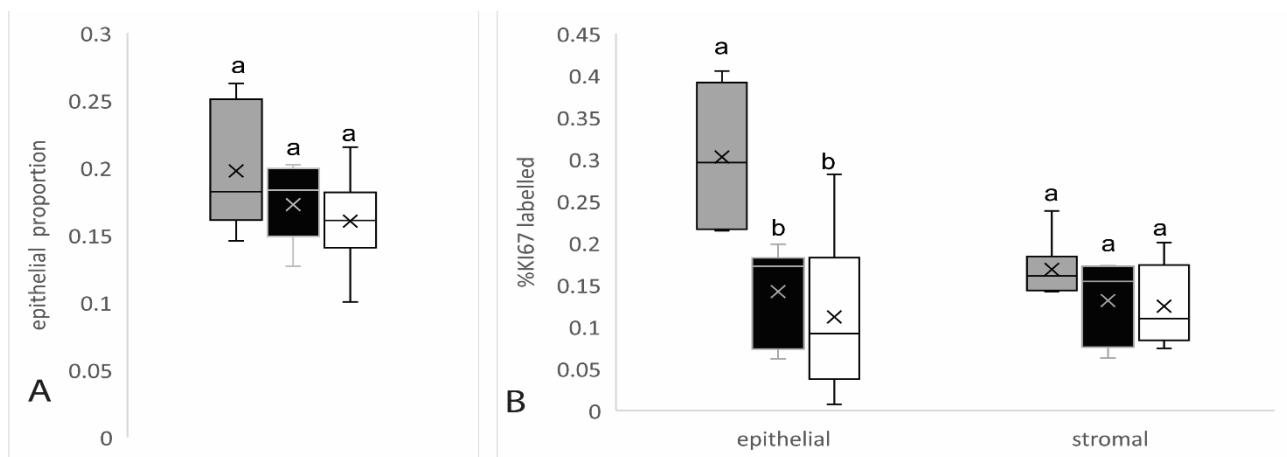 0.3
0.25
0.2
0.15
0.1
0.05
0
epithelial proportion
a
a
a
A
0.45
0.4
0.35
0.3
0.25
0.2
0.15
0.1
0.05
0
%KI67 labelled
a
b
b
a
a
a
B
epithelial
stromal